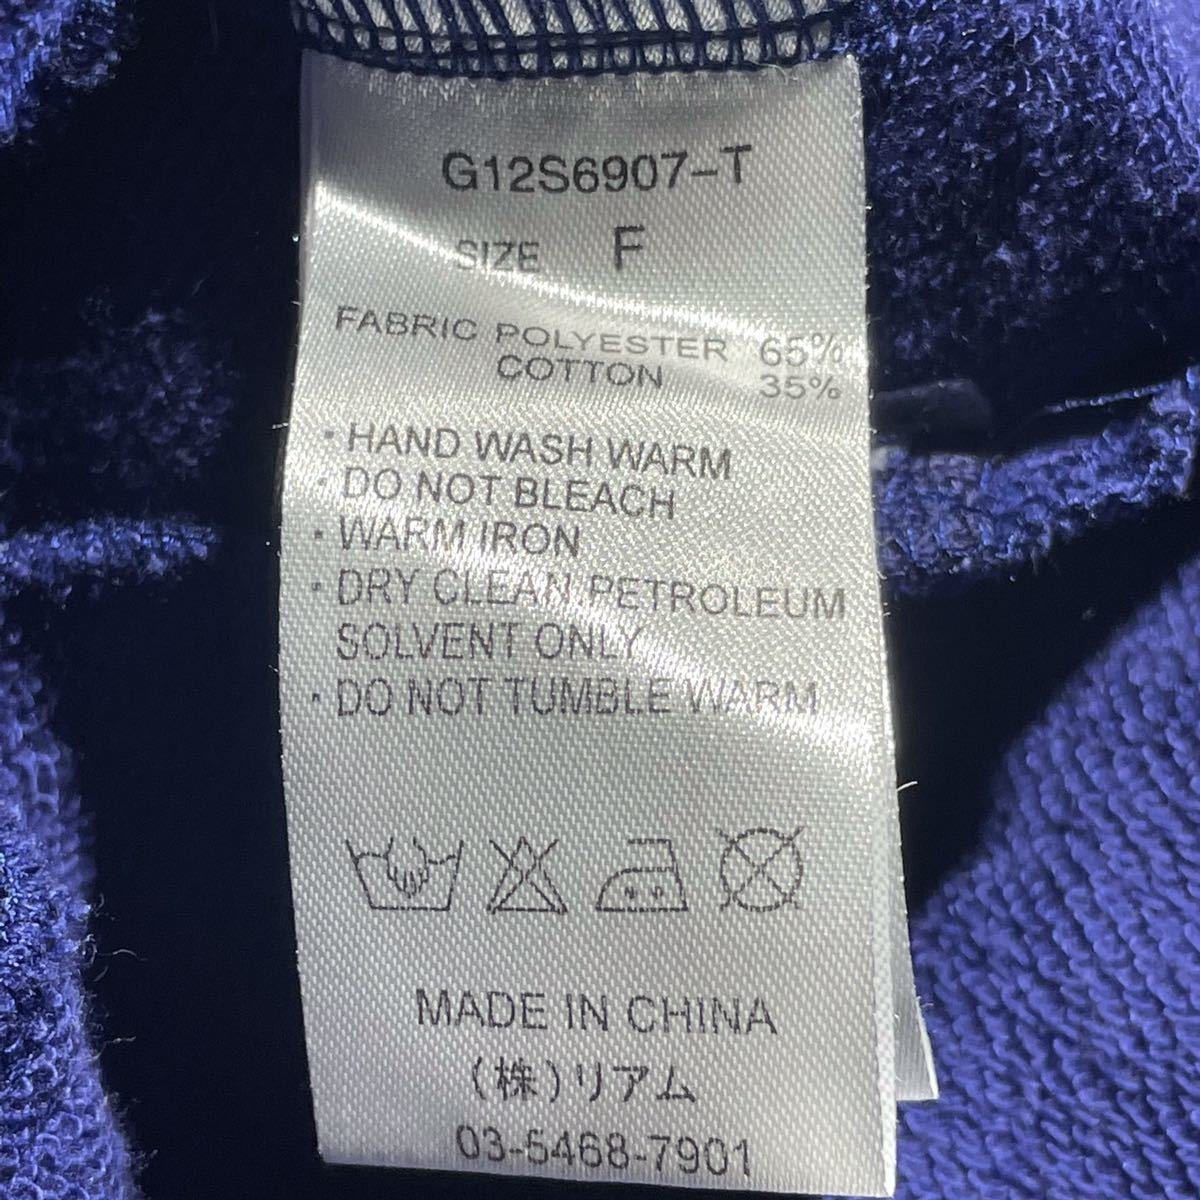 G12S6907-T
SIZE F
FABRIC POLYESTER 65%
COTTON 35%
・HAND WASH WARM
・DO NOT BLEACH
・WARM IRON
・DRY CLEAN PETROLEUM
SOLVENT ONLY
・DO NOT TUMBLE WARM
MADE IN CHINA
(株)リアム
03-5468-7901